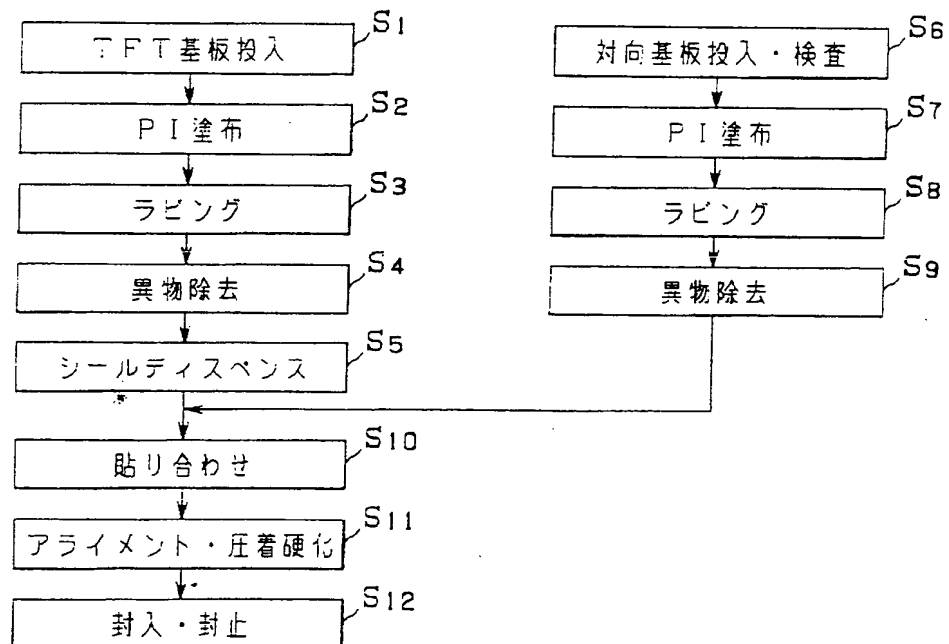 TFT基板投入
S1
PI塗布
S2
ラビング
S3
異物除去
S4
シールディスペンス
S5
対向基板投入・検査
S6
PI塗布
S7
ラビング
S8
異物除去
S9
貼り合わせ
S10
アライメント・圧着硬化
S11
封入・封止
S12